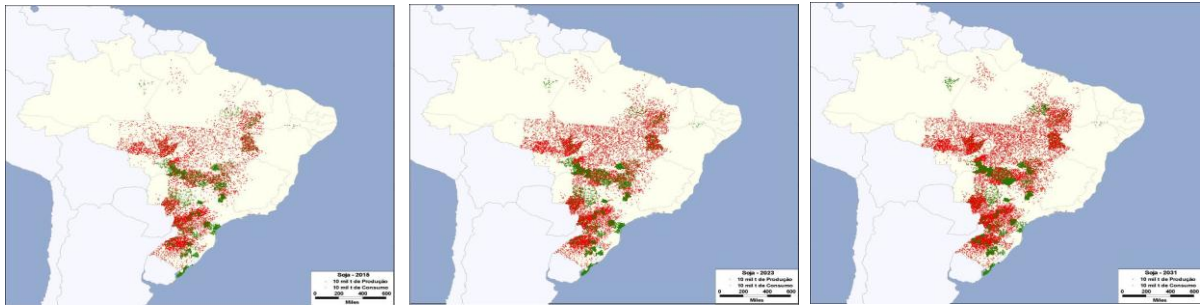 Soja - 2015
10 mil t de Produção
10 mil t de Consumo
0 200 400 600
Miles
Soja - 2023
10 mil t de Produção
10 mil t de Consumo
0 200 400 600
Miles
Soja - 2031
10 mil t de Produção
10 mil t de Consumo
0 200 400 600
Miles